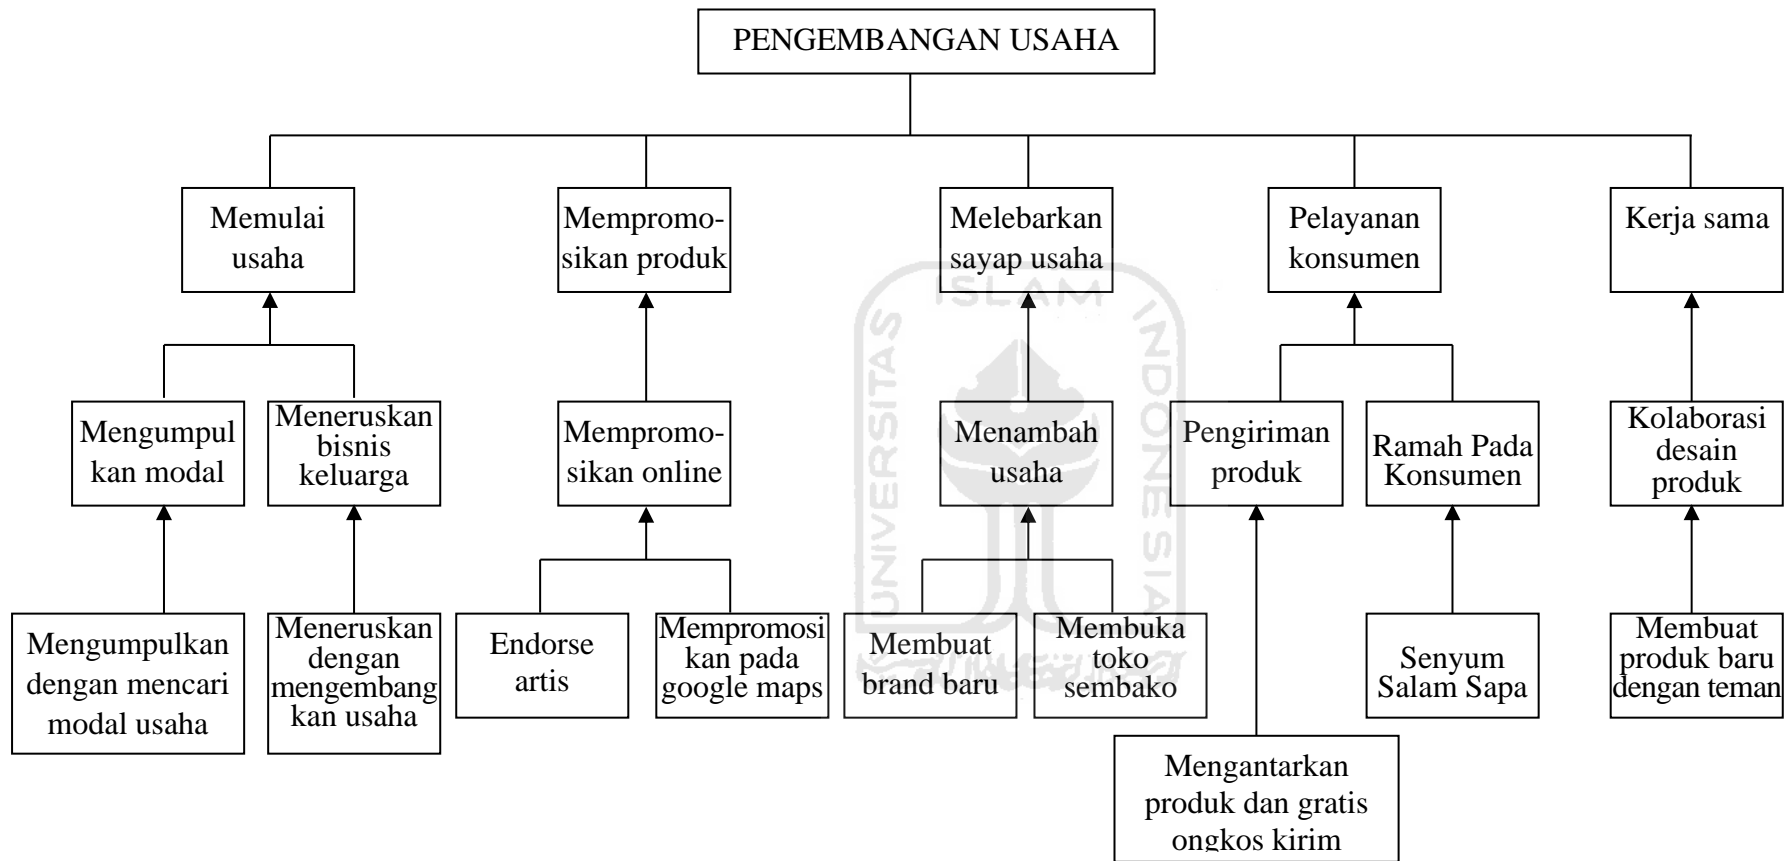 PENGEMBANGAN USAHA
Memulai
usaha
Mempromo-
sikan produk
Melebarkan
sayap usaha
Pelayanan
konsumen
Kerja sama
Mengumpul
kan modal
Meneruskan
bisnis
keluarga
Mempromo-
sikan online
Menambah
usaha
Pengiriman
produk
Ramah Pada
Konsumen
Kolaborasi
desain
produk
Mengumpulkan
dengan mencari
modal usaha
Meneruskan
dengan
mengembang
kan usaha
Endorse
artis
Mempromosi
kan pada
google maps
Membuat
brand baru
Membuka
toko
sembako
Senyum
Salam Sapa
Membuat
produk baru
dengan teman
Mengantarkan
produk dan gratis
ongkos kirim
UNIVERSITAS
ISLAM
INDONESIA